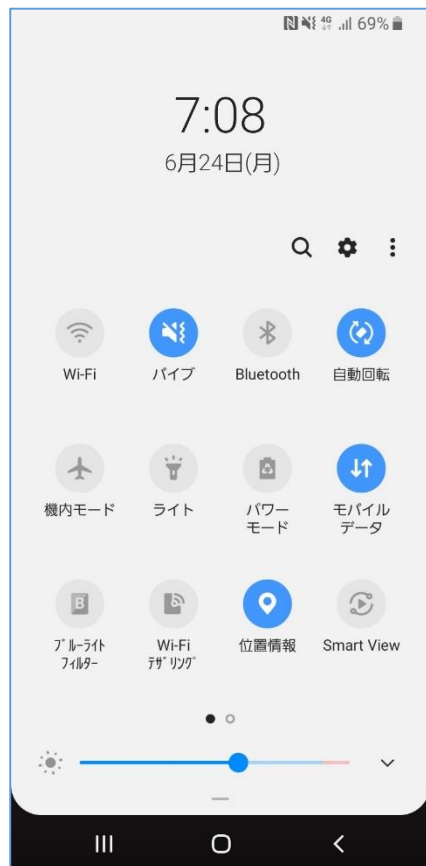 4G 69%
7:08
6月24日(月)
Wi-Fi バイブ Bluetooth 自動回転
機内モード ライト パワー モバイル
モード データ
ﾌﾞﾙｰﾗｲﾄ Wi-Fi 位置情報 Smart View
ﾌｨﾙﾀｰ ﾃｻﾞﾘﾝｸﾞ